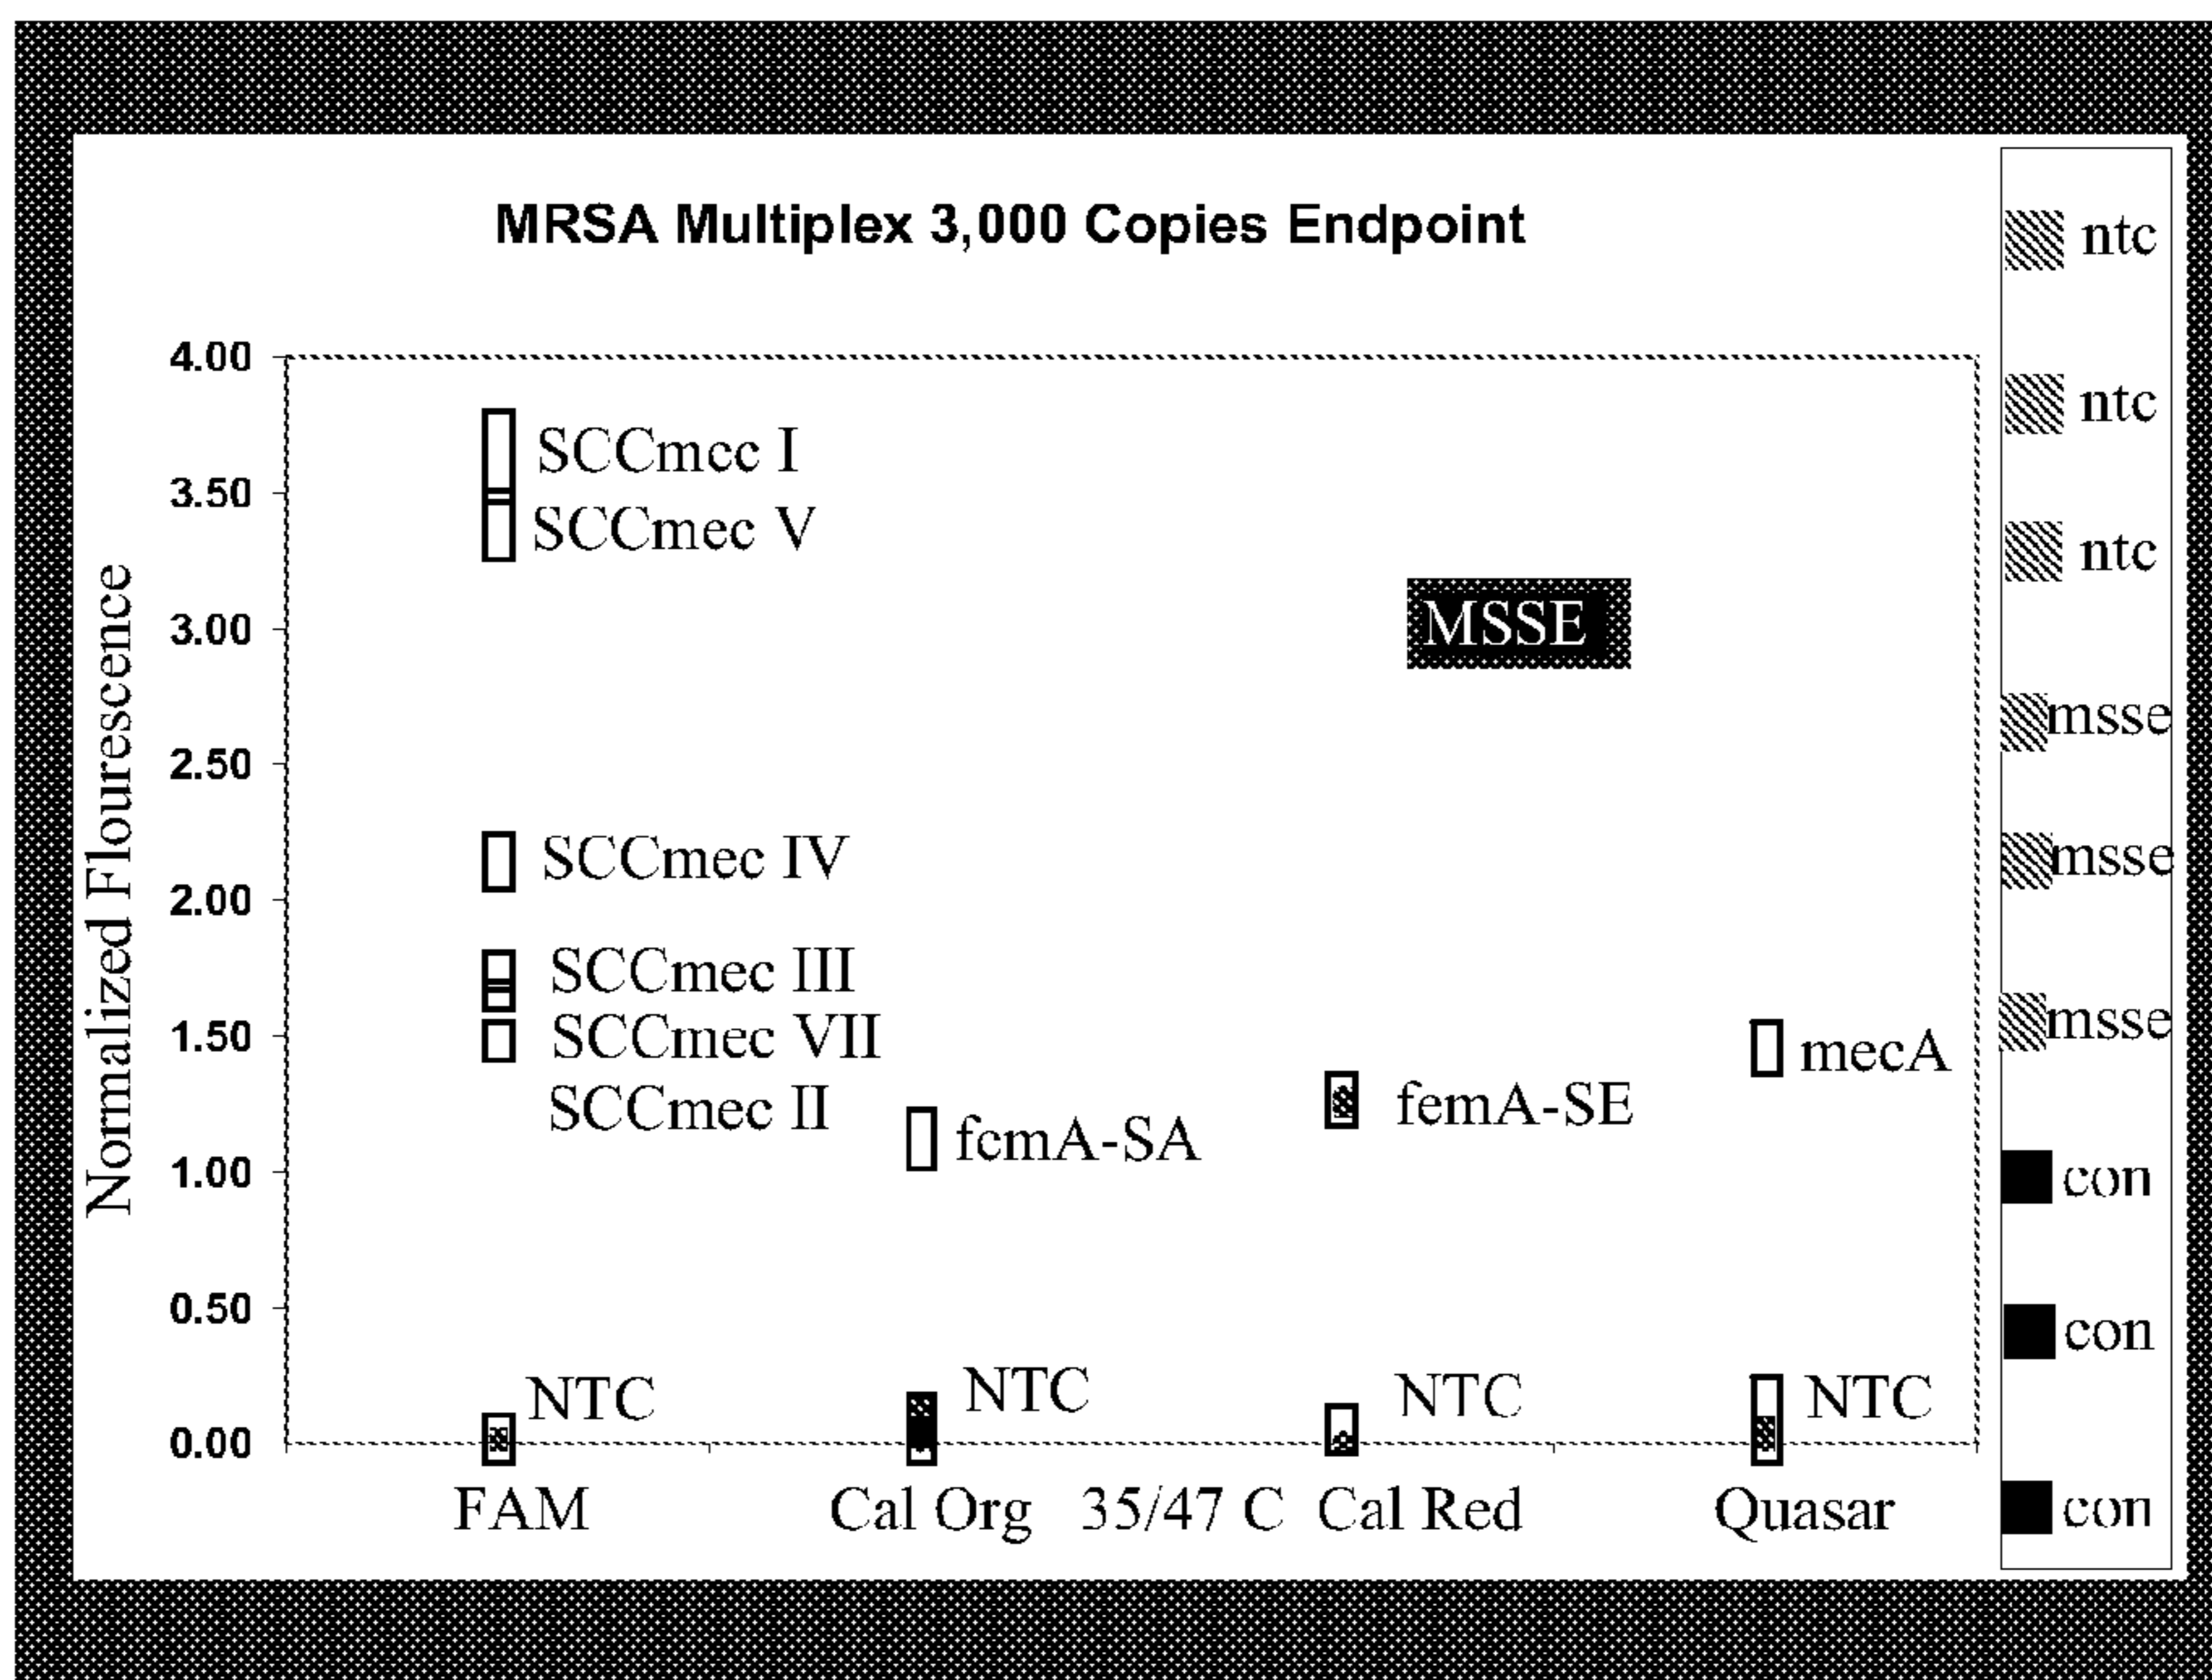 MRSA Multiplex 3,000 Copies Endpoint
Normalized Flourescence
4.00
3.50
3.00
2.50
2.00
1.50
1.00
0.50
0.00
SCCmec I
SCCmec V
SCCmec IV
SCCmec III
SCCmec VII
SCCmec II
NTC
femA-SA
NTC
MSSE
femA-SE
NTC
mecA
NTC
FAM
Cal Org
35/47 C
Cal Red
Quasar
ntc
ntc
ntc
msse
msse
msse
con
con
con